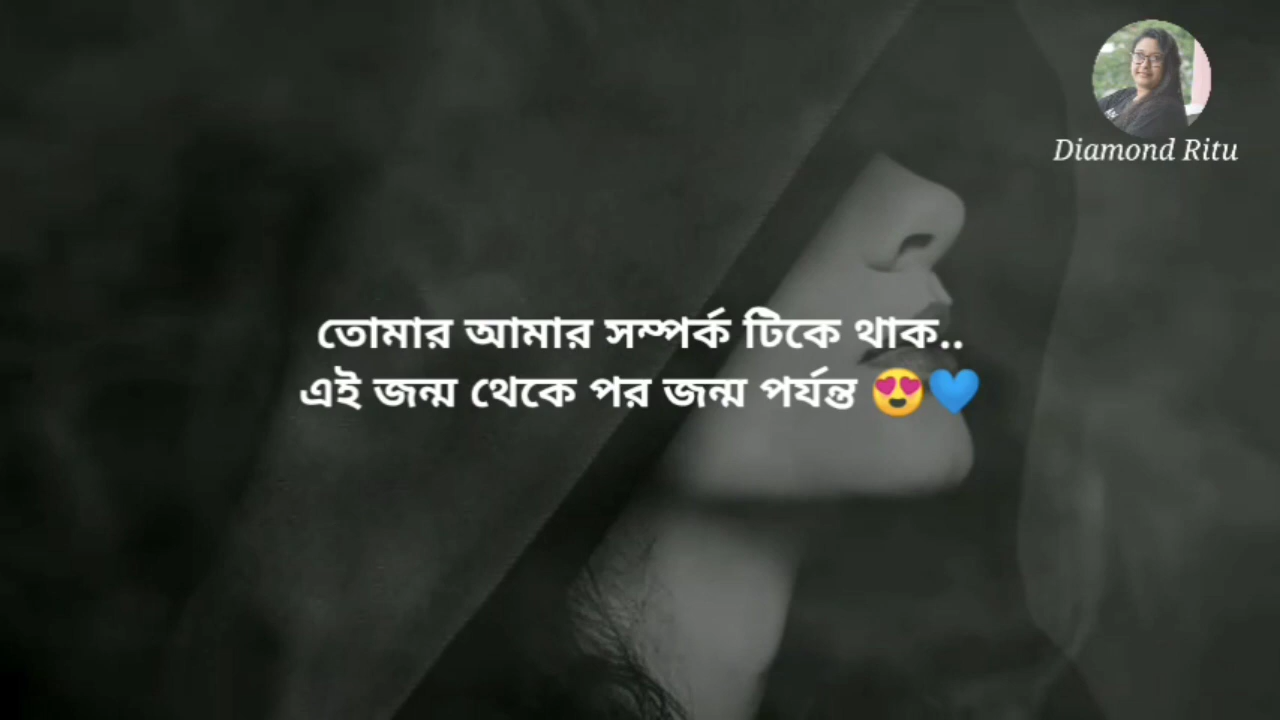 Diamond Ritu
তোমার আমার সম্পর্ক টিকে থাক..
এই জন্ম থেকে পর জন্ম পর্যন্ত 😍💙